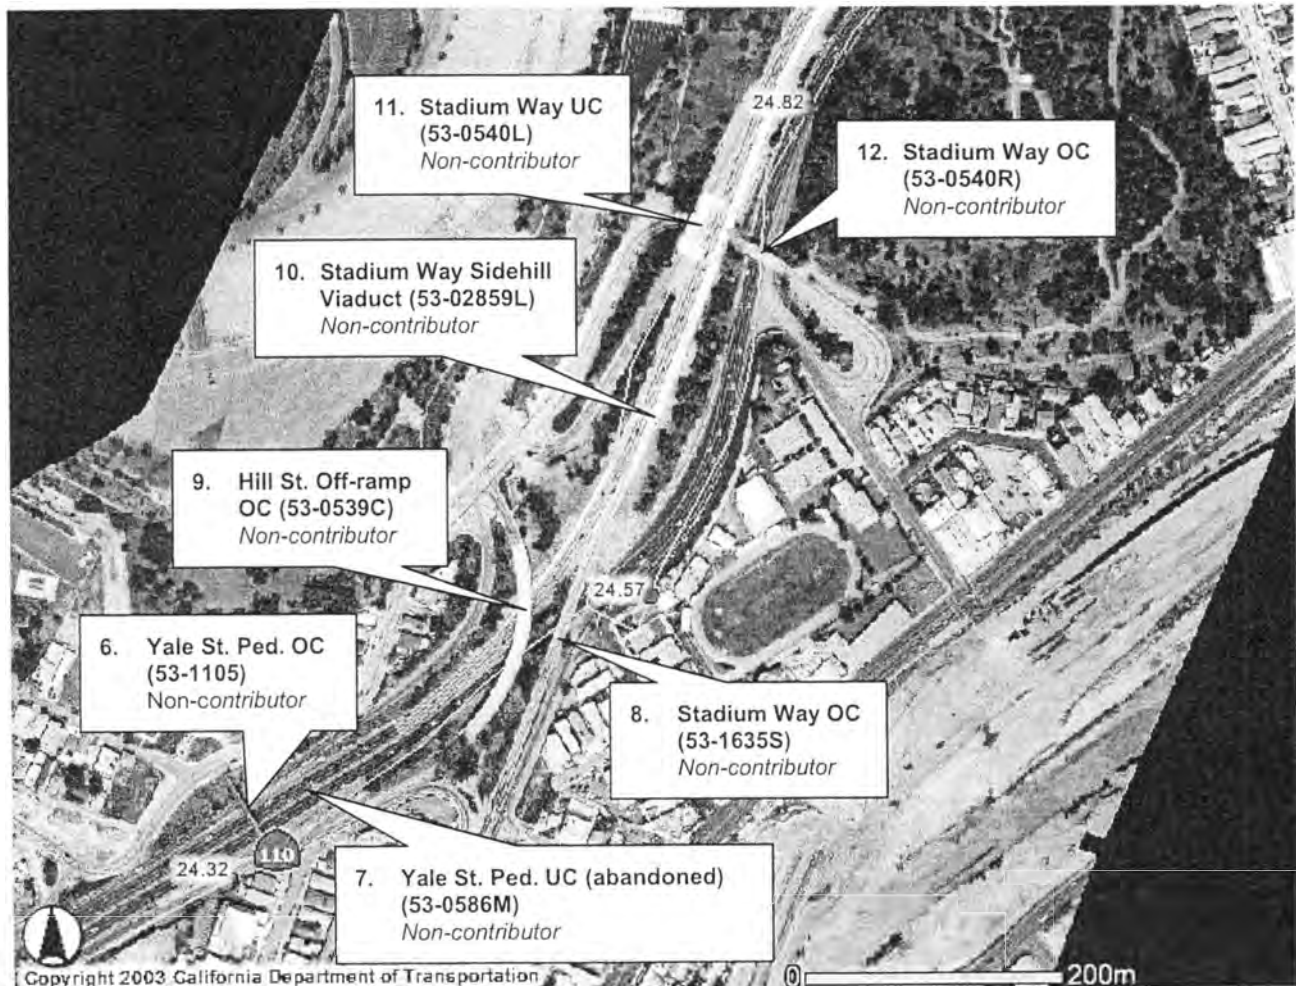 11. Stadium Way UC
(53-0540L)
Non-contributor
24.82
12. Stadium Way OC
(53-0540R)
Non-contributor
10. Stadium Way Sidehill
Viaduct (53-02859L)
Non-contributor
9. Hill St. Off-ramp
OC (53-0539C)
Non-contributor
24.57
6. Yale St. Ped. OC
(53-1105)
Non-contributor
8. Stadium Way OC
(53-1635S)
Non-contributor
110
24.32
7. Yale St. Ped. UC (abandoned)
(53-0586M)
Non-contributor
Copyright 2003 California Department of Transportation
0 200m